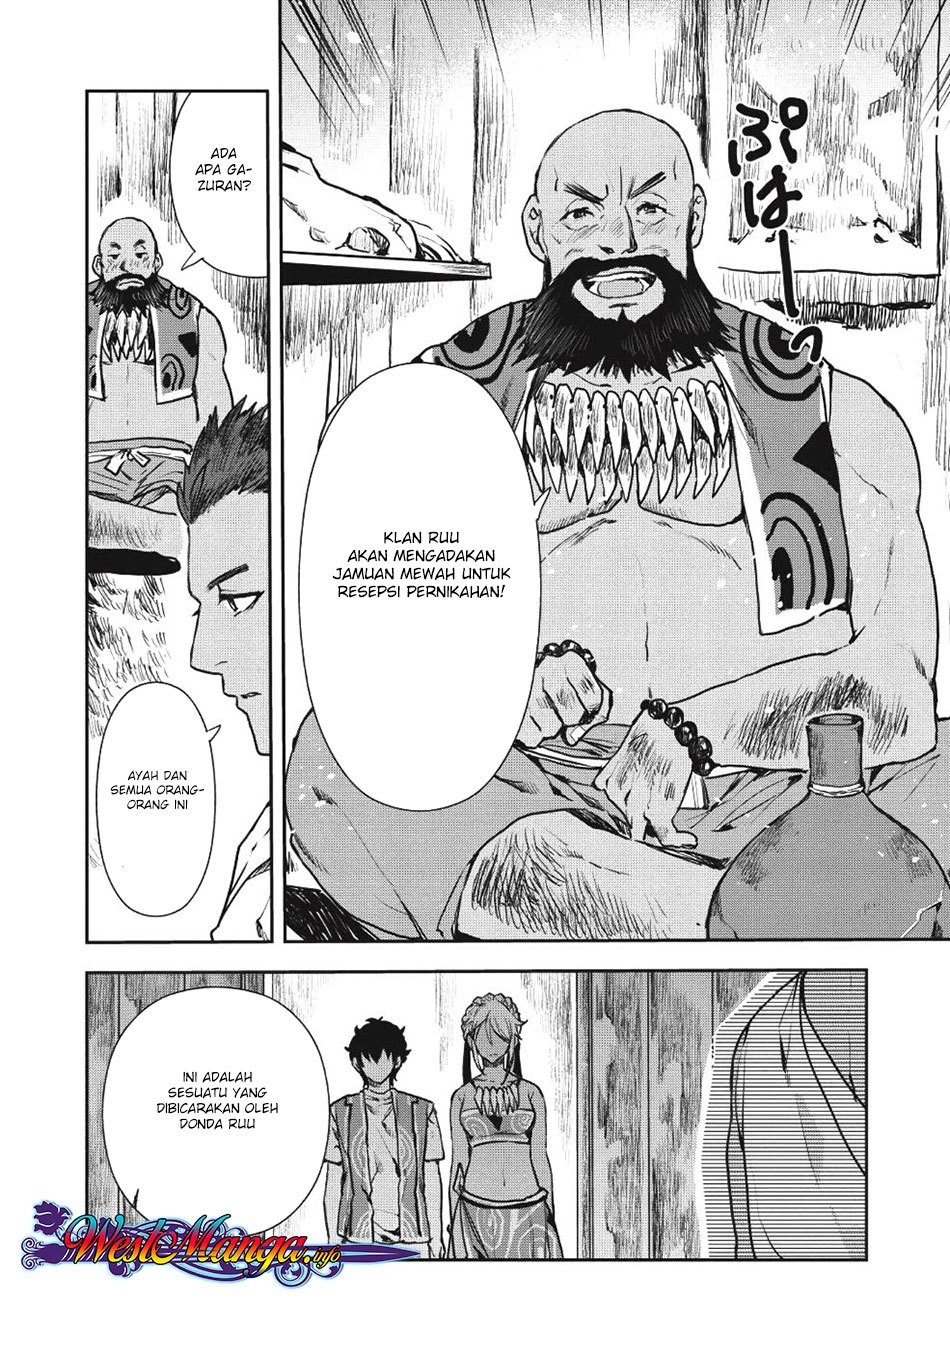 ぷはーっ
KLAN RUU
AKAN MENGADAKAN
JAMUAN MEWAH UNTUK
RESEPSI PERNIKAHAN!
ADA
APA GA-
ZURAN?
AYAH DAN
SEMUA ORANG-
ORANG INI
INI ADALAH
SESUATU YANG
DIBICARAKAN OLEH
DONDA RUU
WestManga.info